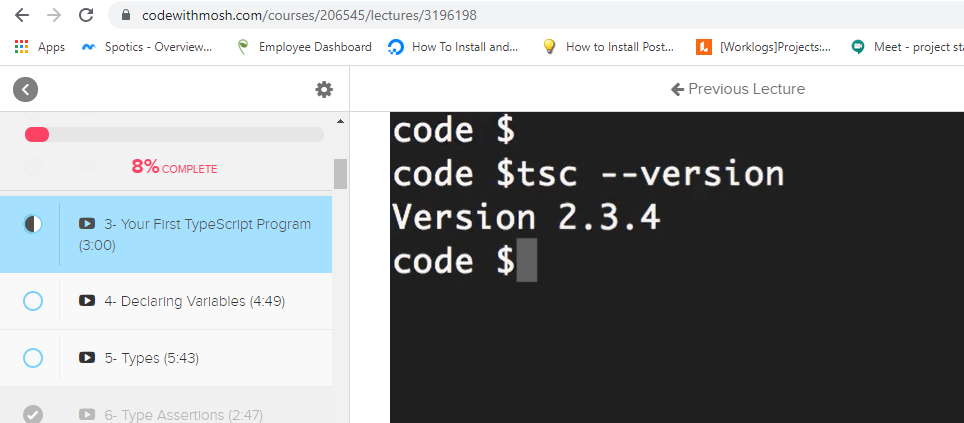 codewithmosh.com/courses/206545/lectures/3196198
Apps Spotics - Overview... Employee Dashboard How To Install and... How to Install Post... [Worklogs]Projects:... Meet - project sta
Previous Lecture
8% COMPLETE
3- Your First TypeScript Program
(3:00)
4- Declaring Variables (4:49)
5- Types (5:43)
6- Type Assertions (2:47)
code $
code $tsc --version
Version 2.3.4
code $